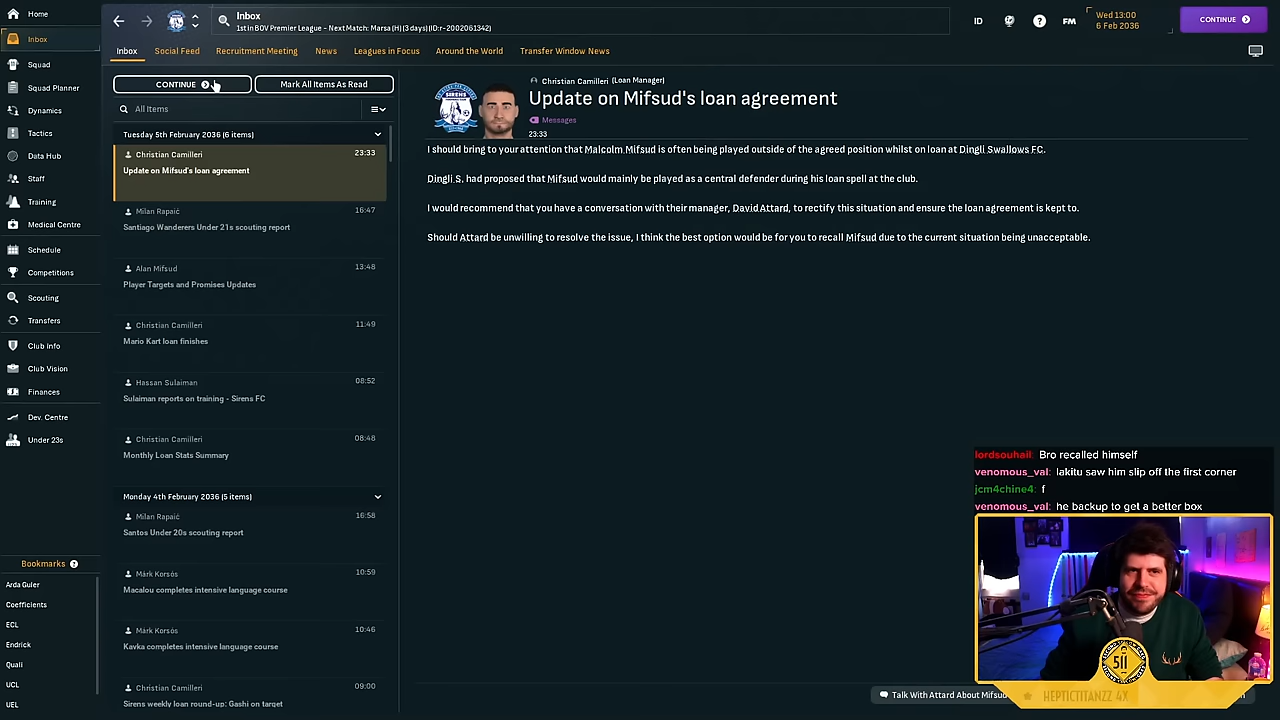 Home
Inbox
Squad
Squad Planner
Dynamics
Tactics
Data Hub
Staff
Training
Medical Centre
Schedule
Competitions
Scouting
Transfers
Club Info
Club Vision
Finances
Dev. Centre
Under 23s
Bookmarks
Arda Guler
Coefficients
ECL
Endrick
Quali
UCL
UEL
Inbox
1st in BOV Premier League - Next Match: Marsa (H) (3 days) (ID:r-2002061342)
ID
FM
Wed 13:00
6 Feb 2036
CONTINUE
Inbox
Social Feed
Recruitment Meeting
News
Leagues in Focus
Around the World
Transfer Window News
CONTINUE
Mark All Items As Read
All Items
Tuesday 5th February 2036 (6 items)
Christian Camilleri 23:33
Update on Mifsud's loan agreement
Milan Rapaić 16:47
Santiago Wanderers Under 21s scouting report
Alan Mifsud 13:48
Player Targets and Promises Updates
Christian Camilleri 11:49
Mario Kart loan finishes
Hassan Sulaiman 08:52
Sulaiman reports on training - Sirens FC
Christian Camilleri 08:48
Monthly Loan Stats Summary
Monday 4th February 2036 (5 items)
Milan Rapaić 16:58
Santos Under 20s scouting report
Márk Korsós 10:59
Macalou completes intensive language course
Márk Korsós 10:46
Kavka completes intensive language course
Christian Camilleri 09:00
Sirens weekly loan round-up: Gashi on target
SIRENS
Christian Camilleri (Loan Manager)
Update on Mifsud's loan agreement
Messages
23:33
I should bring to your attention that Malcolm Mifsud is often being played outside of the agreed position whilst on loan at Dingli Swallows FC.
Dingli S. had proposed that Mifsud would mainly be played as a central defender during his loan spell at the club.
I would recommend that you have a conversation with their manager, David Attard, to rectify this situation and ensure the loan agreement is kept to.
Should Attard be unwilling to resolve the issue, I think the best option would be for you to recall Mifsud due to the current situation being unacceptable.
lordsouhail: Bro recalled himself
venomous_val: lakitu saw him slip off the first corner
jcm4chine4: f
venomous_val: he backup to get a better box
511
Talk With Attard About Mifsud
HEPTICTITANZZ 4X